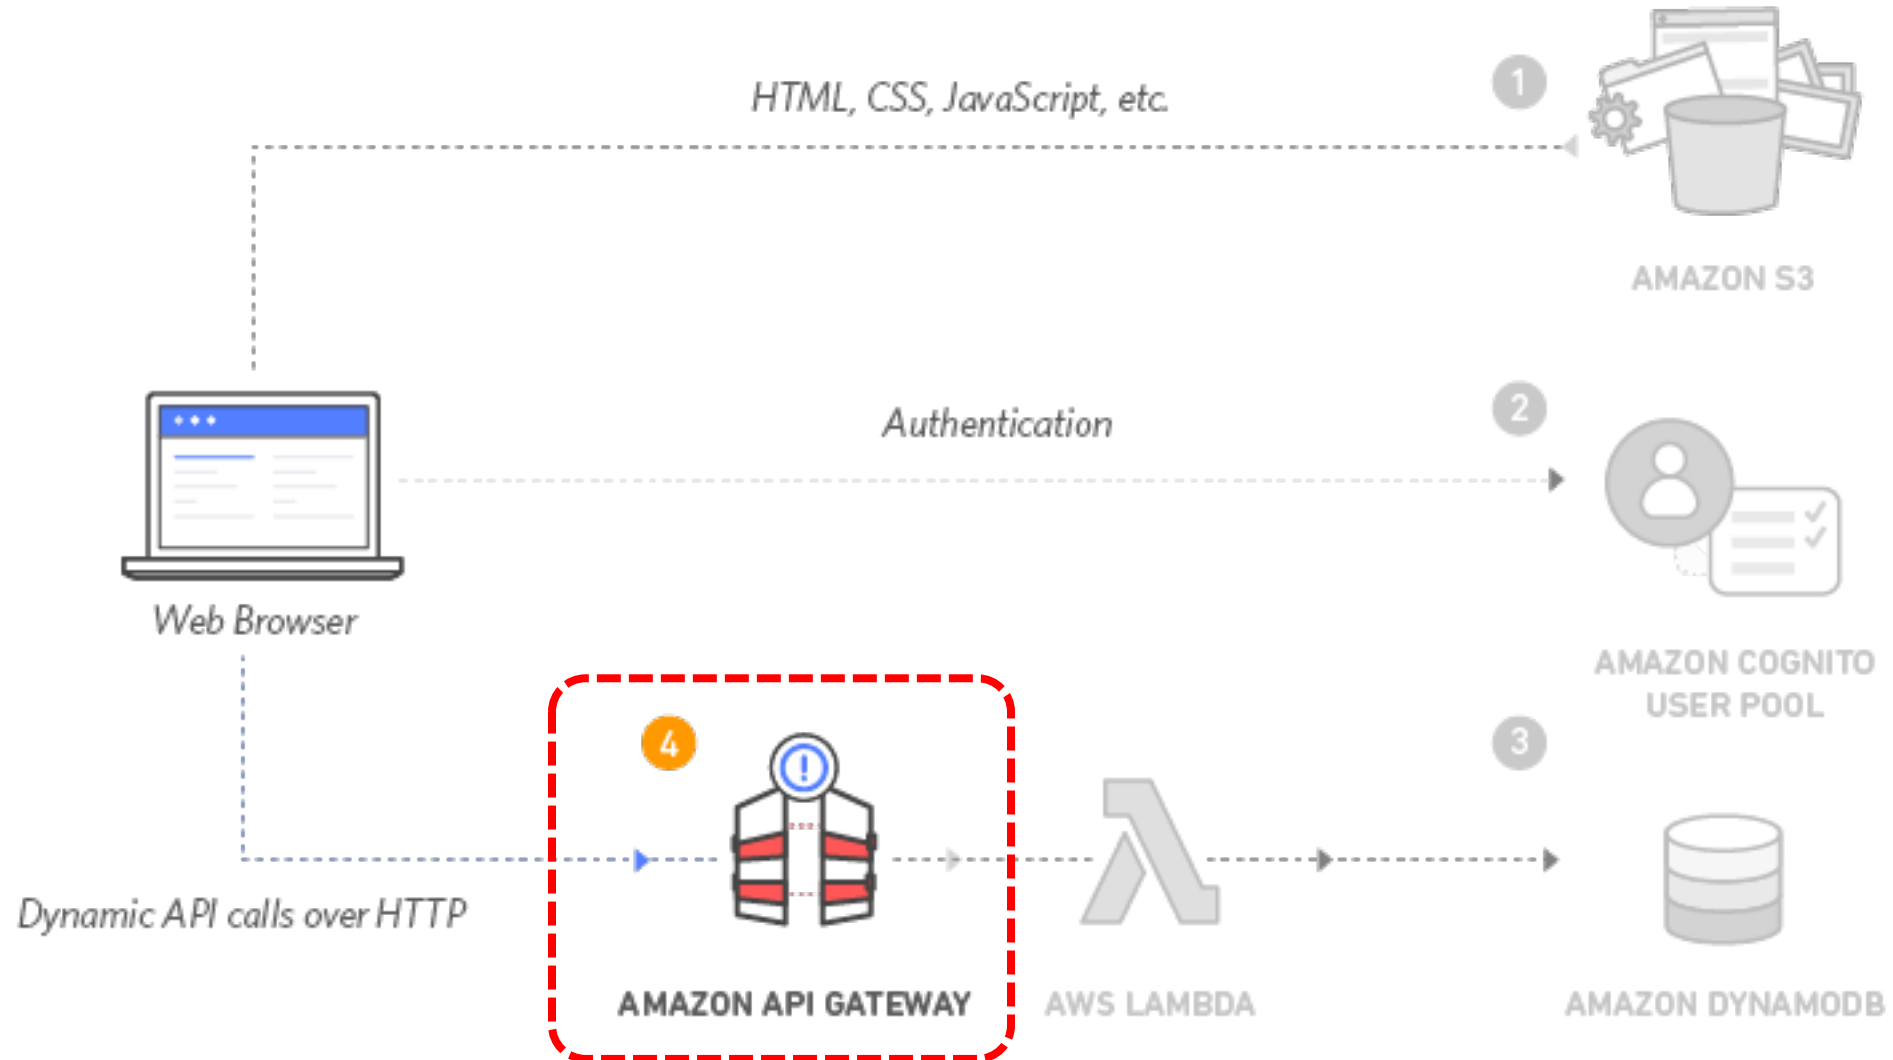 HTML, CSS, JavaScript, etc.
1
AMAZON S3
Authentication
2
Web Browser
AMAZON COGNITO
USER POOL
4
3
Dynamic API calls over HTTP
AMAZON API GATEWAY
AWS LAMBDA
AMAZON DYNAMODB